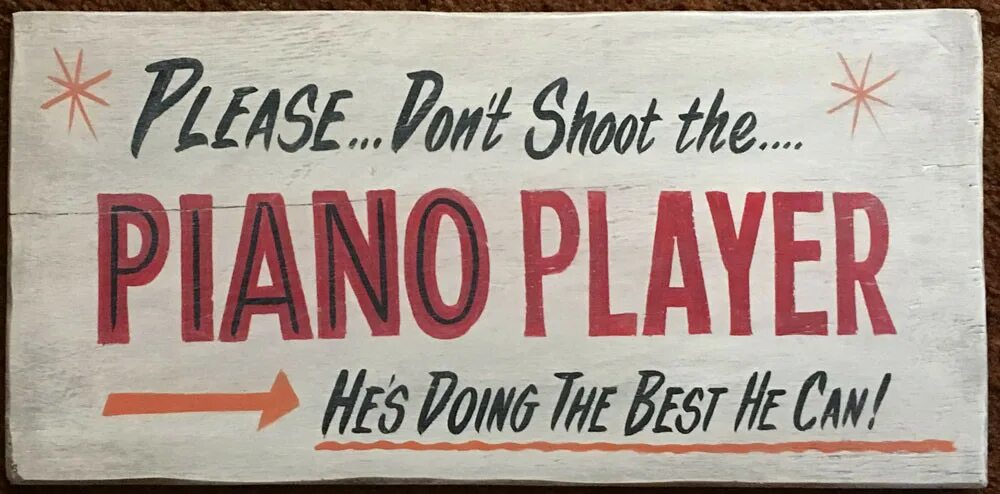 PLEASE...Don't Shoot the....
PIANO PLAYER
HE'S DOING THE BEST HE CAN!